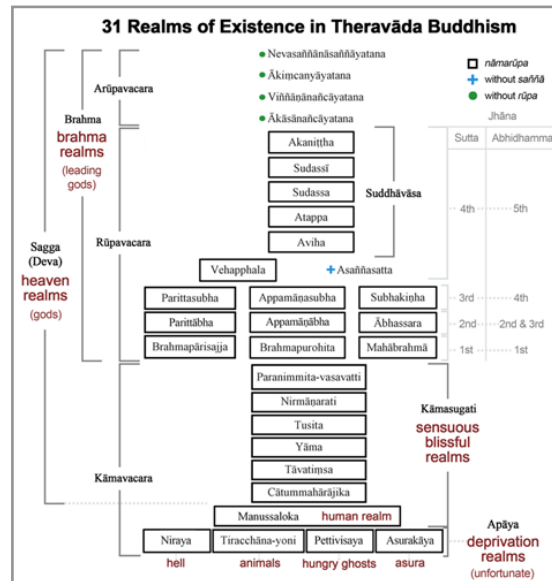 31 Realms of Existence in Theravāda Buddhism
Nevasaññānāsaññāyatana
Ākiṃcanyāyatana
Viññāṇānañcāyatana
Ākāsānañcāyatana
nāmarūpa
without saññā
without rūpa
Jhāna
Sutta Abhidhamma
Arūpavacara
Brahma
brahma
realms
(leading
gods)
Akaniṭṭha
Sudassī
Sudassa
Atappa
Aviha
Suddhāvāsa
4th 5th
Rūpavacara
Sagga
(Deva)
heaven
realms
(gods)
Vehapphala
Asaññasatta
Parittasubha Appamāṇasubha Subhakiṇha 3rd 4th
Parittābha Appamāṇābha Ābhassara 2nd 2nd & 3rd
Brahmapārisajja Brahmapurohita Mahābrahmā 1st 1st
Paranimmita-vasavatti
Nirmāṇarati
Tusita
Yāma
Tāvatiṃsa
Cātummahārājika
Kāmasugati
sensuous
blissful
realms
Kāmavacara
Manussaloka human realm
Niraya Tiracchāna-yoni Pettivisaya Asurakāya
hell animals hungry ghosts asura
Apāya
deprivation
realms
(unfortunate)